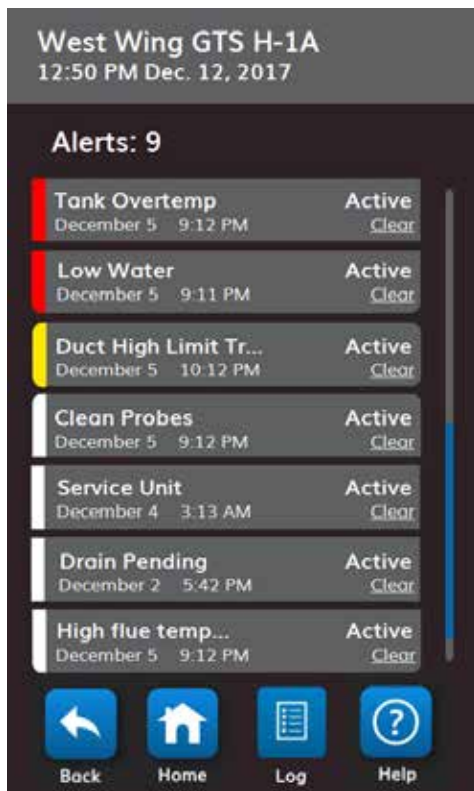 West Wing GTS H-1A
12:50 PM Dec. 12, 2017
Alerts: 9
Tank Overtemp Active
December 5 9:12 PM Clear
Low Water Active
December 5 9:11 PM Clear
Duct High Limit Tr... Active
December 5 10:12 PM Clear
Clean Probes Active
December 5 9:12 PM Clear
Service Unit Active
December 4 3:13 AM Clear
Drain Pending Active
December 2 5:42 PM Clear
High flue temp... Active
December 5 9:12 PM Clear
Back Home Log Help